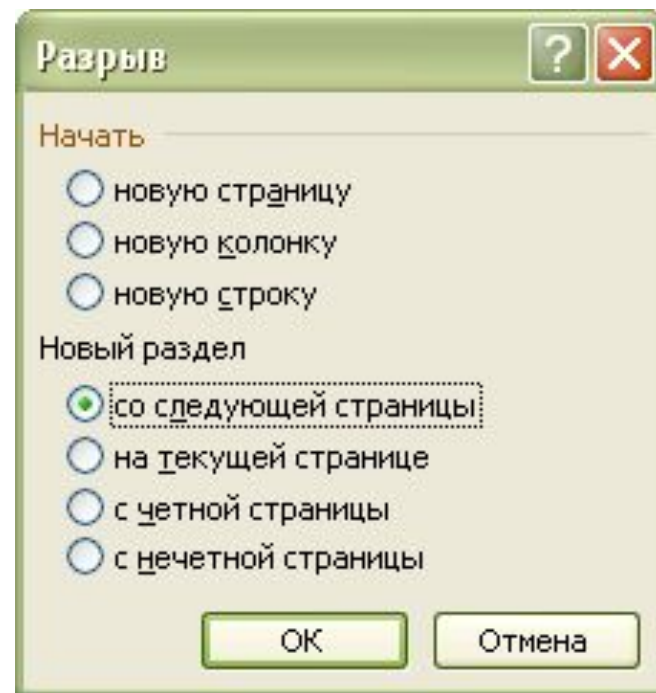 Разрыв
?
Начать
новую страницу
новую колонку
новую строку
Новый раздел
со следующей страницы
на текущей странице
с четной страницы
с нечетной страницы
ОК
Отмена